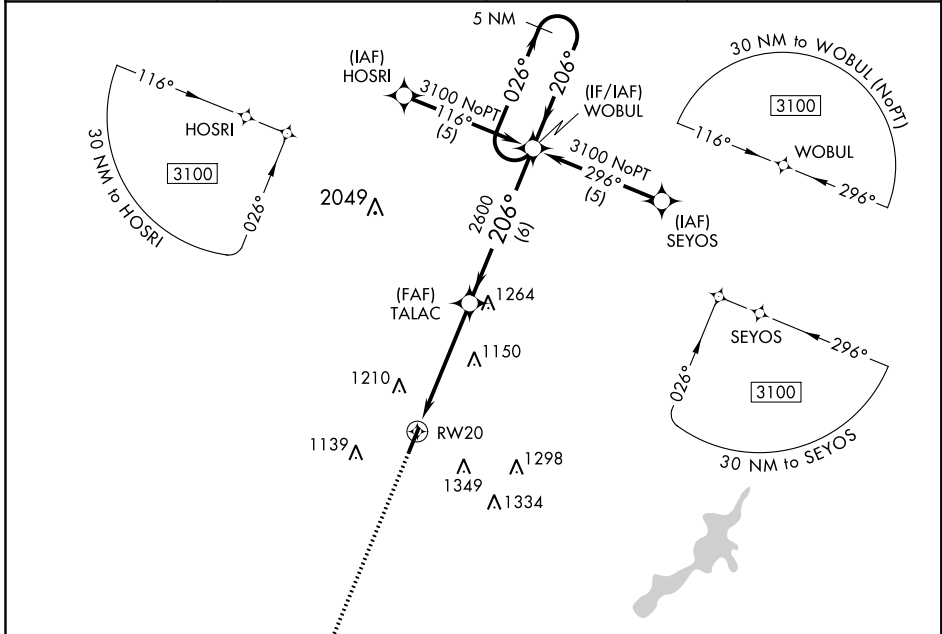 5 NM
026°
206°
(IAF)
HOSRI
3100 NoPT
116°
(5)
(IF/IAF)
WOBUL
3100 NoPT
296°
(5)
(IAF)
SEYOS
116°
HOSRI
3100
026°
30 NM to HOSRI
30 NM to WOBUL (NoPT)
3100
116°
WOBUL
296°
2049
2600
206°
(6)
(FAF)
TALAC
1264
1150
1210
RW20
1139
1298
1349
1334
SEYOS
296°
026°
3100
30 NM to SEYOS